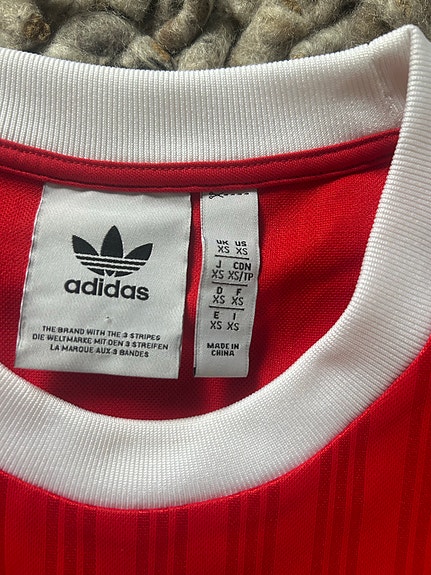 adidas
THE BRAND WITH THE 3 STRIPES
DIE WELTMARKE MIT DEN 3 STREIFEN
LA MARQUE AUX 3 BANDES
UK US
XS XS
J CDN
XS XS/TP
D F
XS XS
E I
XS XS
MADE IN
CHINA